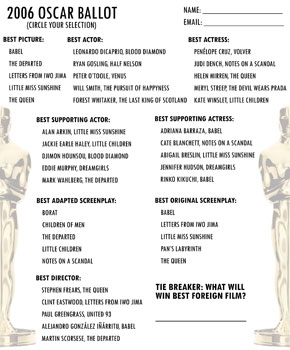 2006 OSCAR BALLOT
(CIRCLE YOUR SELECTION)
NAME:
EMAIL:
BEST PICTURE:
BABEL
THE DEPARTED
LETTERS FROM IWO JIMA
LITTLE MISS SUNSHINE
THE QUEEN
BEST ACTOR:
LEONARDO DICAPRIO, BLOOD DIAMOND
RYAN GOSLING, HALF NELSON
PETER O'TOOLE, VENUS
WILL SMITH, THE PURSUIT OF HAPPYNESS
FOREST WHITAKER, THE LAST KING OF SCOTLAND
BEST ACTRESS:
PENÉLOPE CRUZ, VOLVER
JUDI DENCH, NOTES ON A SCANDAL
HELEN MIRREN, THE QUEEN
MERYL STREEP, THE DEVIL WEARS PRADA
KATE WINSLET, LITTLE CHILDREN
BEST SUPPORTING ACTOR:
ALAN ARKIN, LITTLE MISS SUNSHINE
JACKIE EARLE HALEY, LITTLE CHILDREN
DJIMON HOUNSOU, BLOOD DIAMOND
EDDIE MURPHY, DREAMGIRLS
MARK WAHLBERG, THE DEPARTED
BEST SUPPORTING ACTRESS:
ADRIANA BARRAZA, BABEL
CATE BLANCHETT, NOTES ON A SCANDAL
ABIGAIL BRESLIN, LITTLE MISS SUNSHINE
JENNIFER HUDSON, DREAMGIRLS
RINKO KIKUCHI, BABEL
BEST ADAPTED SCREENPLAY:
BORAT
CHILDREN OF MEN
THE DEPARTED
LITTLE CHILDREN
NOTES ON A SCANDAL
BEST ORIGINAL SCREENPLAY:
BABEL
LETTERS FROM IWO JIMA
LITTLE MISS SUNSHINE
PAN'S LABYRINTH
THE QUEEN
BEST DIRECTOR:
STEPHEN FREARS, THE QUEEN
CLINT EASTWOOD, LETTERS FROM IWO JIMA
PAUL GREENGRASS, UNITED 93
ALEJANDRO GONZÁLEZ IÑÁRRITU, BABEL
MARTIN SCORSESE, THE DEPARTED
TIE BREAKER: WHAT WILL
WIN BEST FOREIGN FILM?